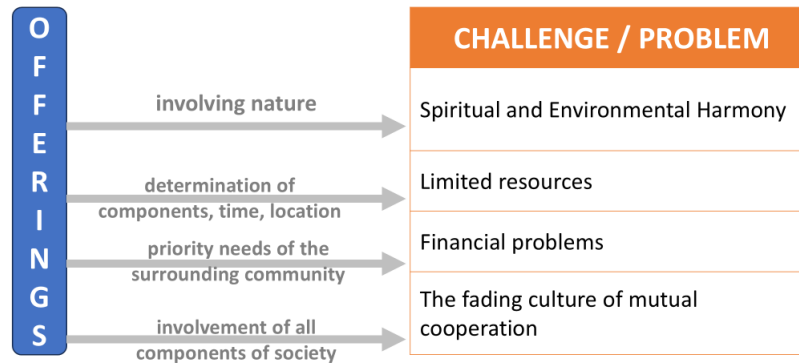 OFFERINGS
CHALLENGE / PROBLEM
involving nature
Spiritual and Environmental Harmony
determination of
components, time, location
Limited resources
priority needs of the
surrounding community
Financial problems
involvement of all
components of society
The fading culture of mutual
cooperation